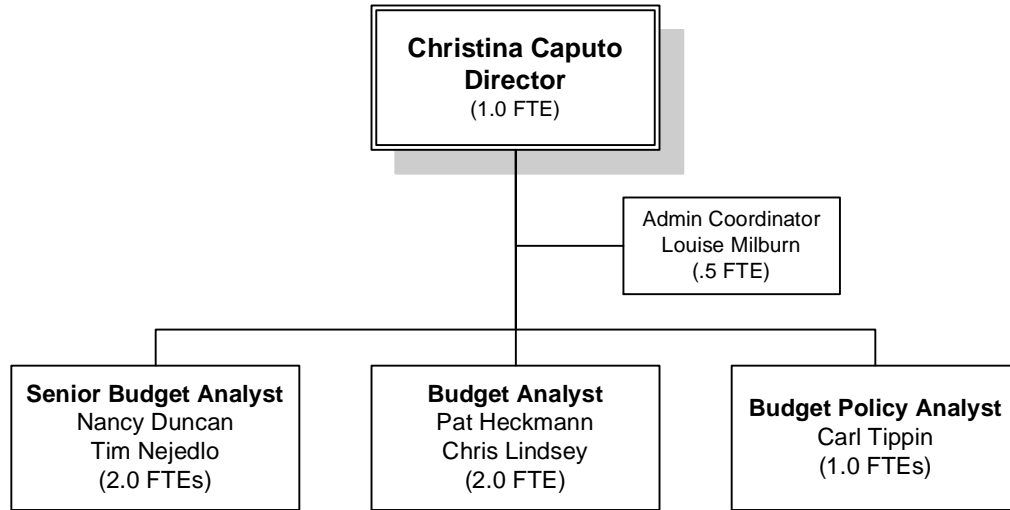 Christina Caputo
Director
(1.0 FTE)
Admin Coordinator
Louise Milburn
(.5 FTE)
Senior Budget Analyst
Nancy Duncan
Tim Nejedlo
(2.0 FTEs)
Budget Analyst
Pat Heckmann
Chris Lindsey
(2.0 FTE)
Budget Policy Analyst
Carl Tippin
(1.0 FTEs)